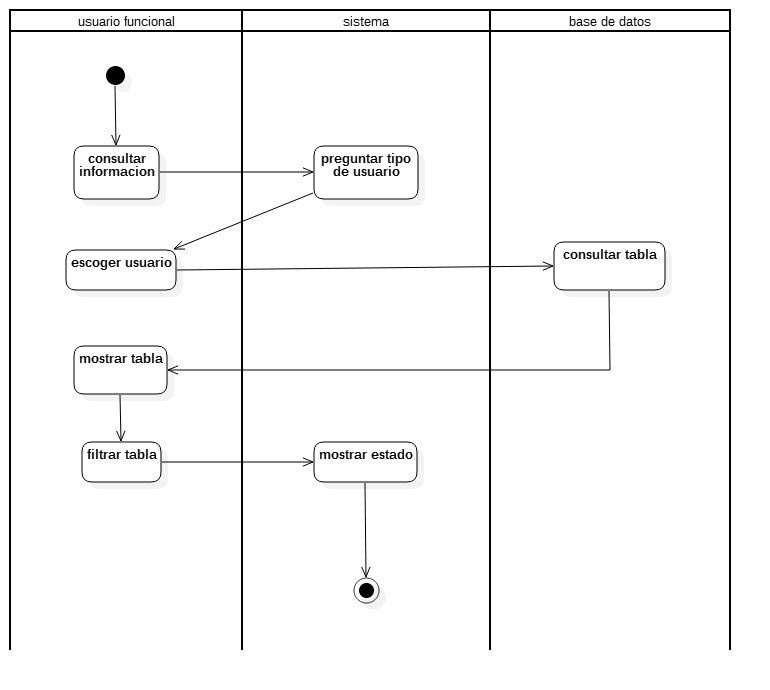 usuario funcional
sistema
base de datos
consultar
informacion
preguntar tipo
de usuario
escoger usuario
consultar tabla
mostrar tabla
filtrar tabla
mostrar estado